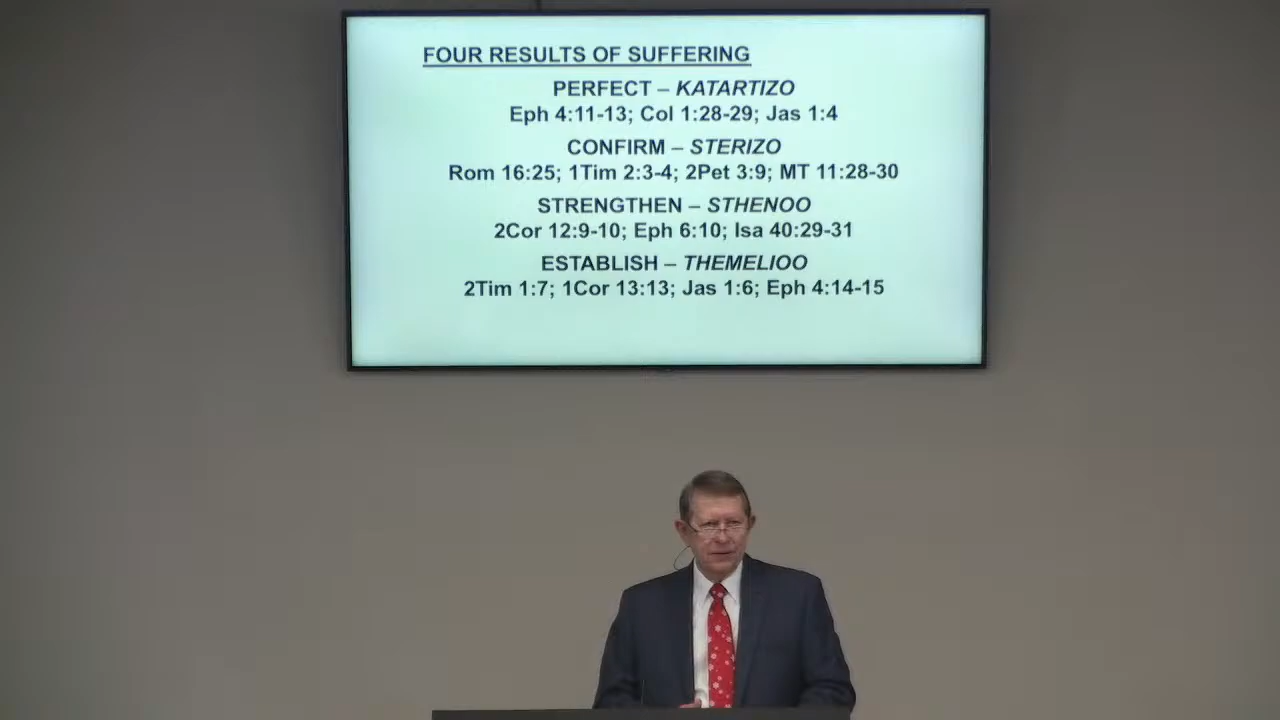 FOUR RESULTS OF SUFFERING
PERFECT – KATARTIZO
Eph 4:11-13; Col 1:28-29; Jas 1:4
CONFIRM – STERIZO
Rom 16:25; 1Tim 2:3-4; 2Pet 3:9; MT 11:28-30
STRENGTHEN – STHENOO
2Cor 12:9-10; Eph 6:10; Isa 40:29-31
ESTABLISH – THEMELIOO
2Tim 1:7; 1Cor 13:13; Jas 1:6; Eph 4:14-15